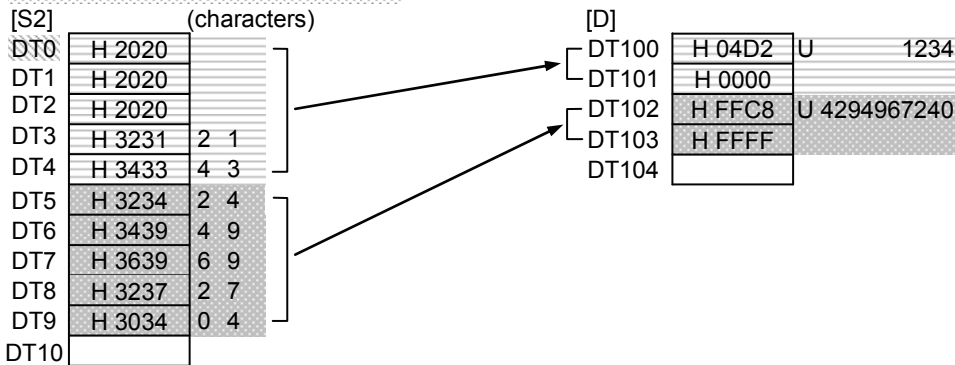 [S2] (characters) [D]
DT0 H 2020 DT100 H 04D2 U 1234
DT1 H 2020 DT101 H 0000
DT2 H 2020 DT102 H FFC8 U 4294967240
DT3 H 3231 2 1 DT103 H FFFF
DT4 H 3433 4 3 DT104
DT5 H 3234 2 4
DT6 H 3439 4 9
DT7 H 3639 6 9
DT8 H 3237 2 7
DT9 H 3034 0 4
DT10